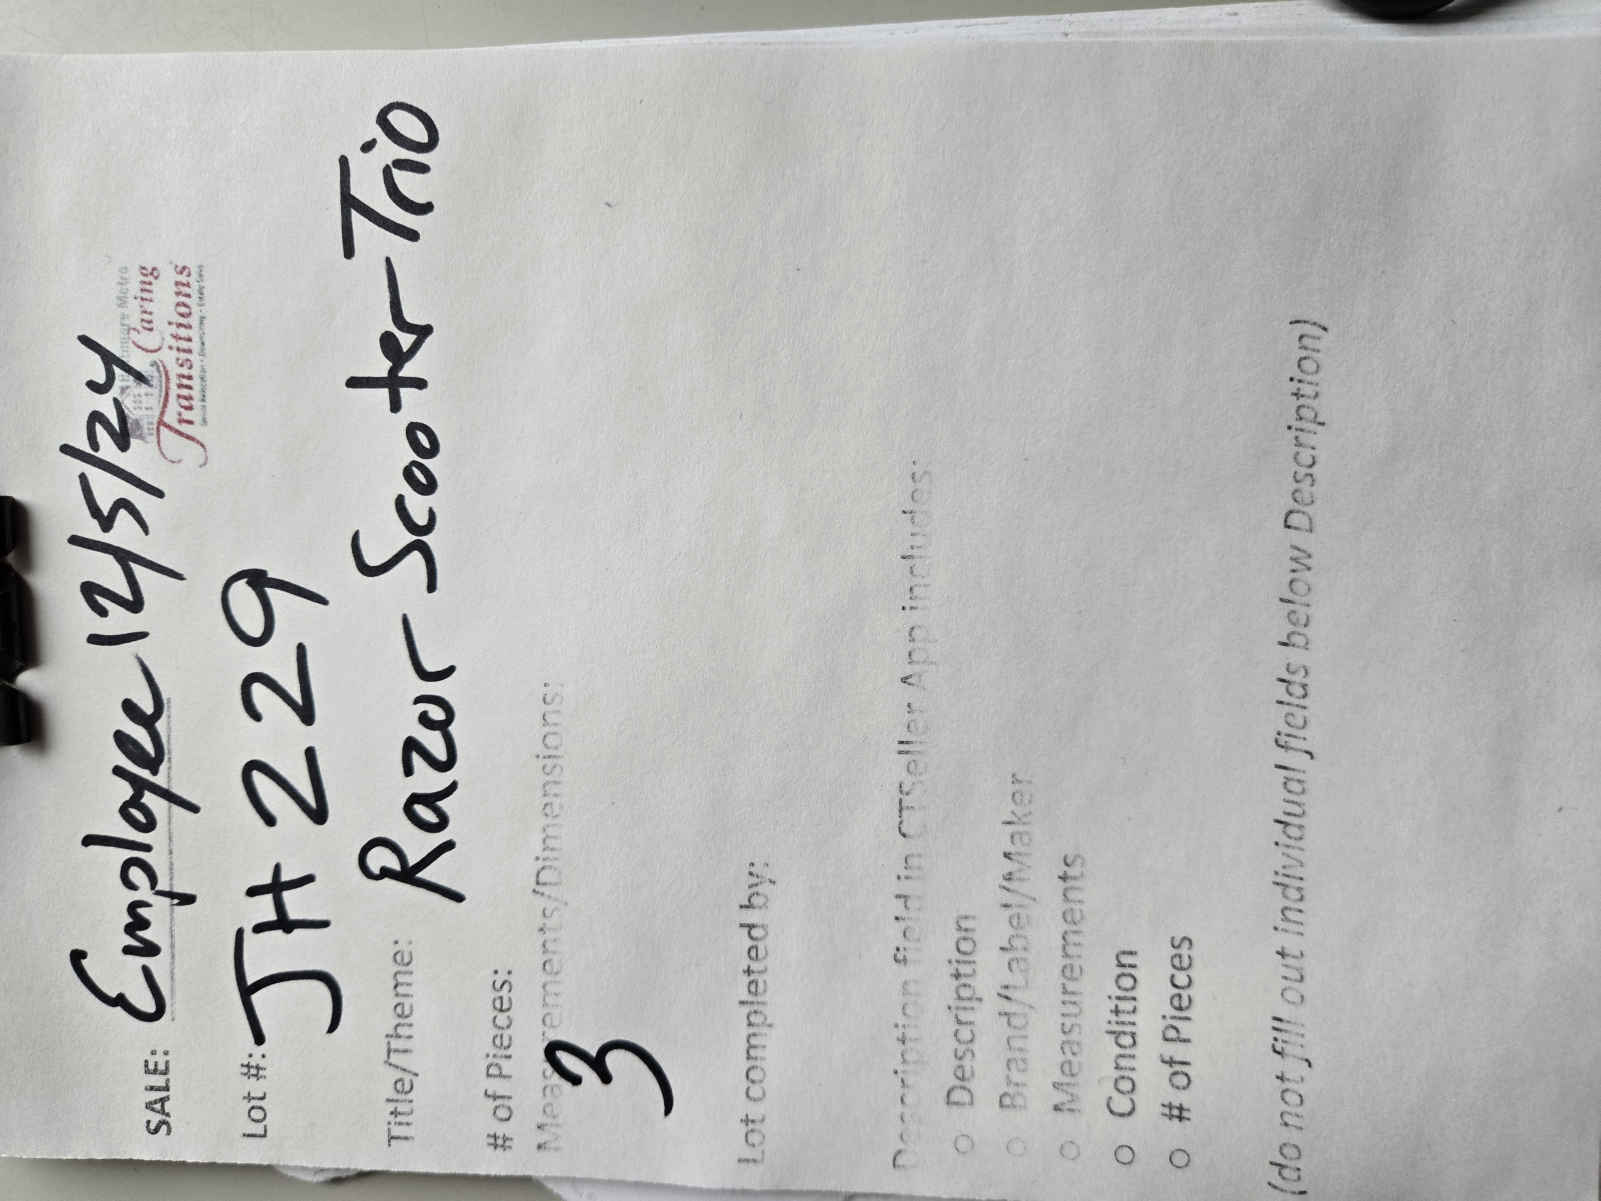 SALE: Employee 12/5/24
Caring
Transitions
Lot #: JH 229
Title/Theme: Razor Scooter Trio
# of Pieces:
Measurements/Dimensions:
3
Lot completed by:
Description field in CTSeller App includes:
○ Description
○ Brand/Label/Maker
○ Measurements
○ Condition
○ # of Pieces
(do not fill out individual fields below Description)